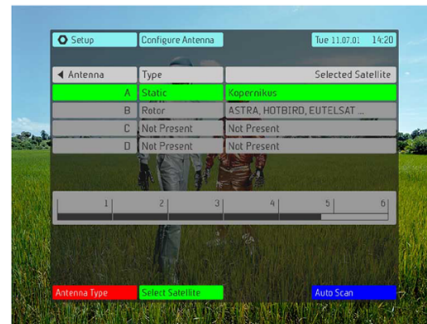 Setup Configure Antenna Tue 11.07.01 14:20
Antenna Type Selected Satellite
A Static Kopernikus
B Rotor ASTRA, HOTBIRD, EUTELSAT ...
C Not Present Not Present
D Not Present Not Present
1 2 3 4 5 6
Antenna Type Select Satellite Auto Scan